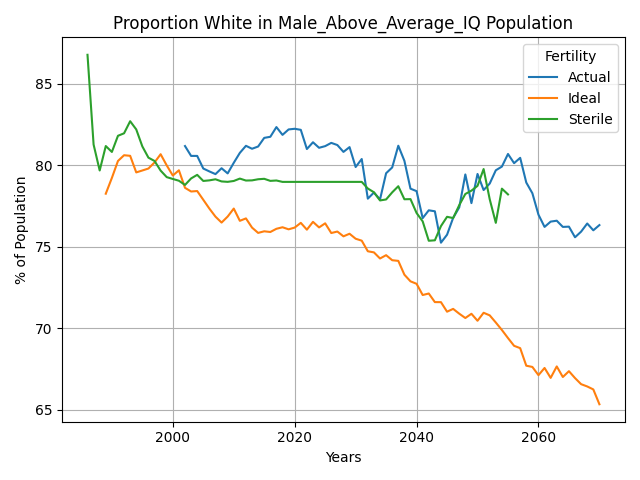 Proportion White in Male_Above_Average_IQ Population
Fertility
Actual
Ideal
Sterile
% of Population
85
80
75
70
65
2000
2020
2040
2060
Years